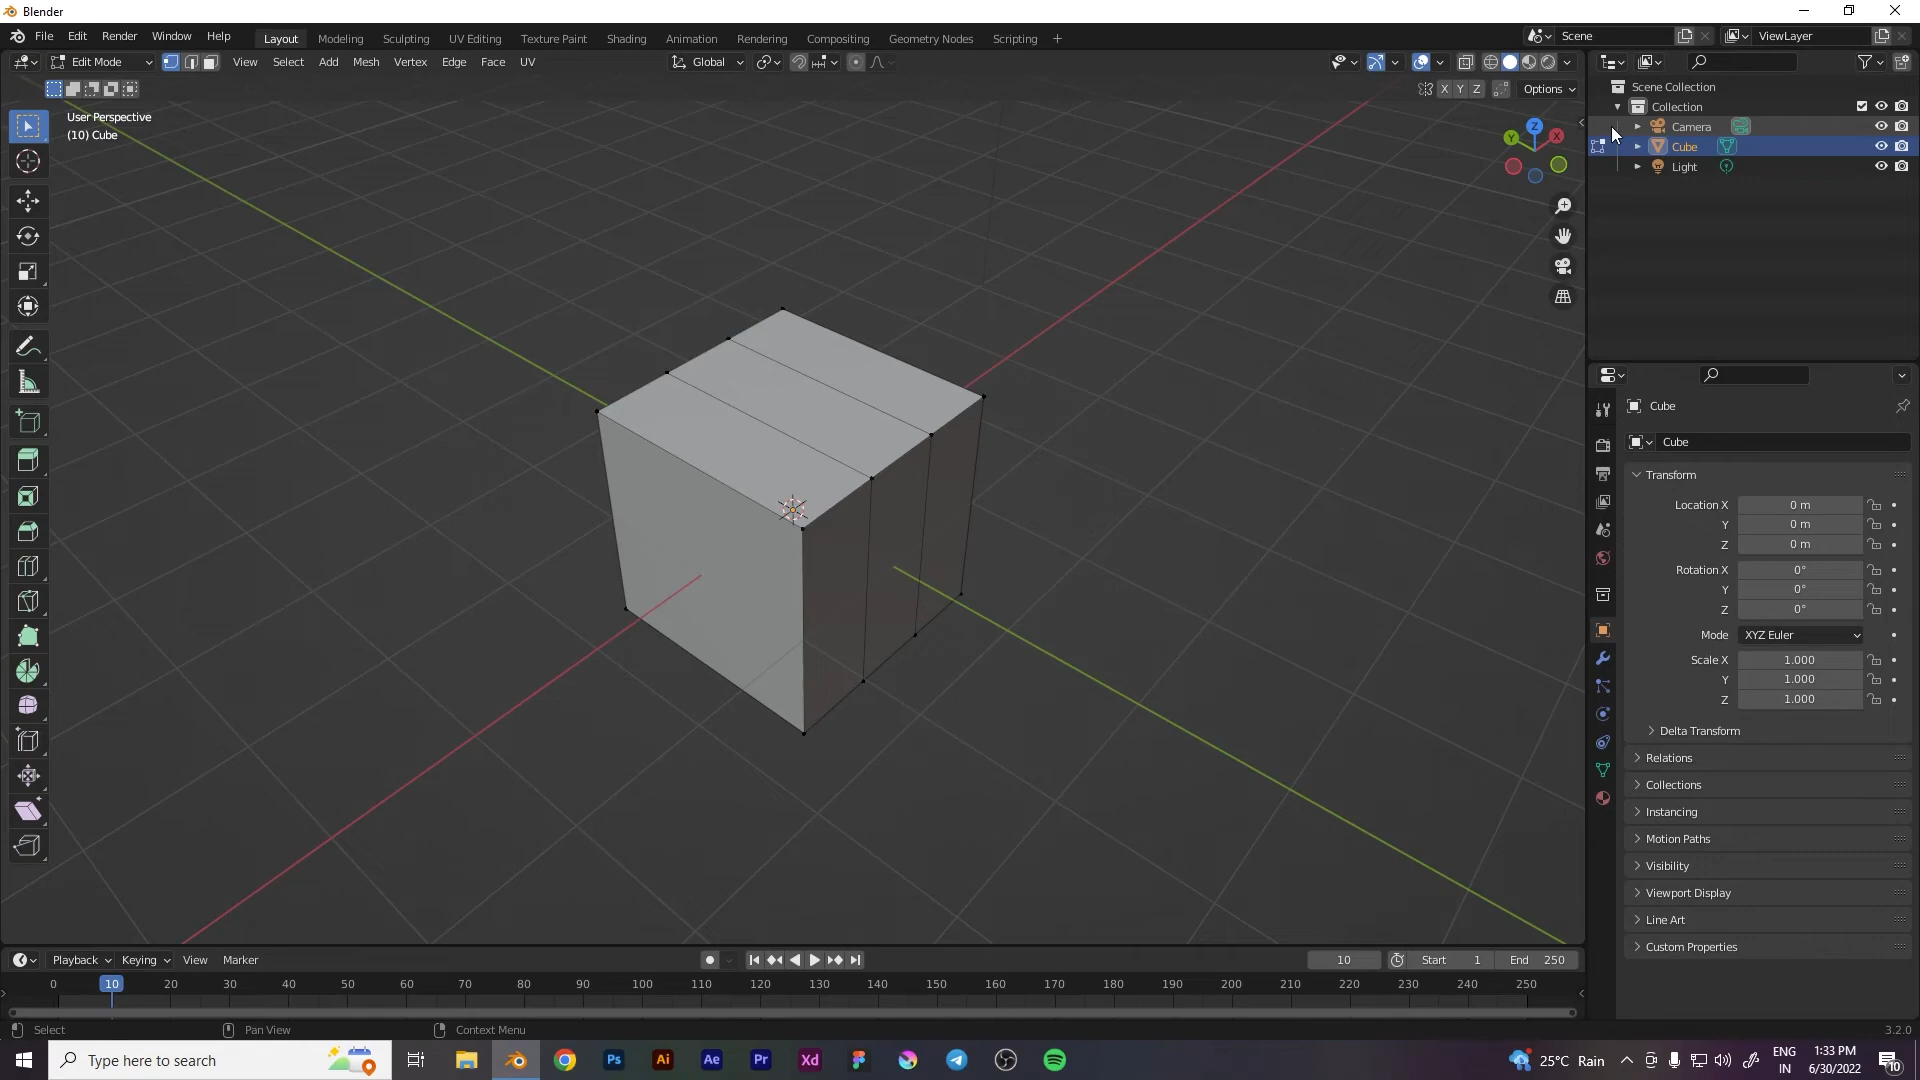 Blender
File Edit Render Window Help Layout Modeling Sculpting UV Editing Texture Paint Shading Animation Rendering Compositing Geometry Nodes Scripting + Scene ViewLayer
Edit Mode View Select Add Mesh Vertex Edge Face UV Global
X Y Z Options
User Perspective
(10) Cube
Z
Y X
Scene Collection
Collection
Camera
Cube
Light
Cube
Cube
Transform
Location X 0 m
Y 0 m
Z 0 m
Rotation X 0°
Y 0°
Z 0°
Mode XYZ Euler
Scale X 1.000
Y 1.000
Z 1.000
Delta Transform
Relations
Collections
Instancing
Motion Paths
Visibility
Viewport Display
Line Art
Custom Properties
Playback Keying View Marker 10 Start 1 End 250
0 10 20 30 40 50 60 70 80 90 100 110 120 130 140 150 160 170 180 190 200 210 220 230 240 250
Select Pan View Context Menu 3.2.0
Type here to search Ps Ai Ae Pr Xd 25°C Rain ENG IN 1:33 PM 6/30/2022 10